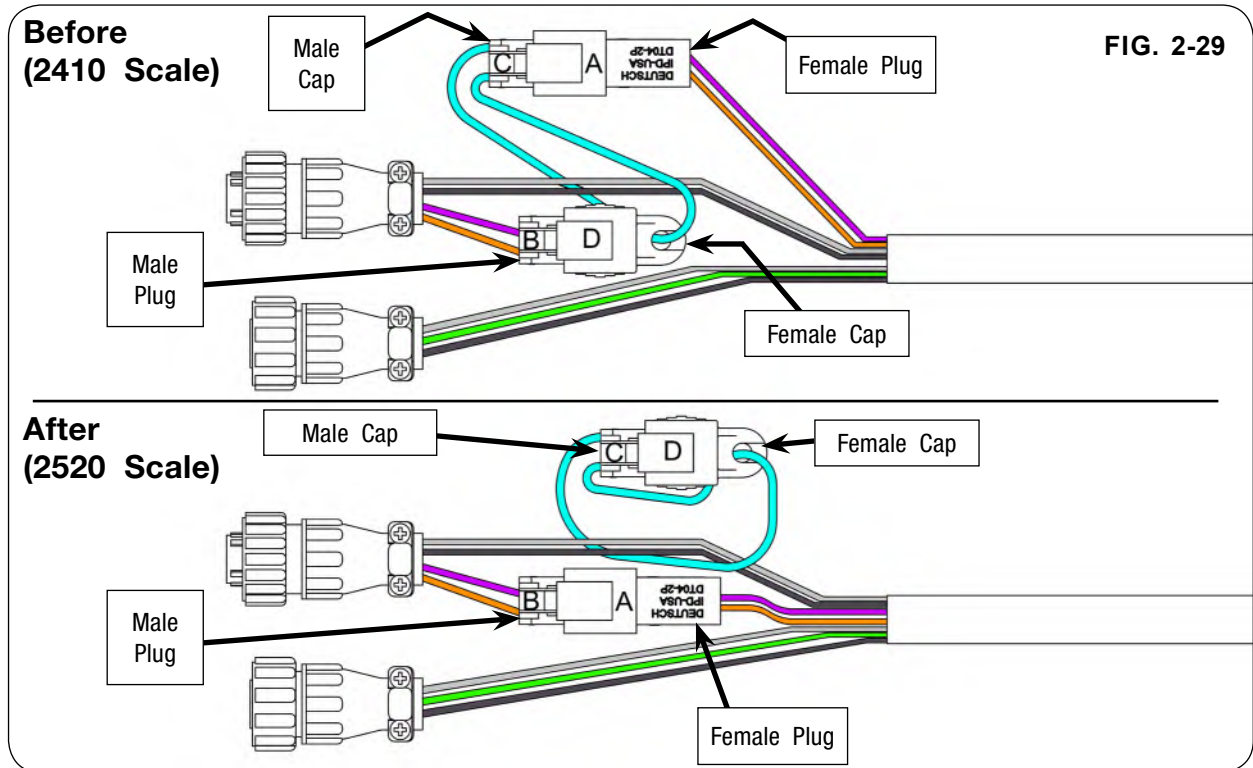 Before
(2410 Scale)
Male
Cap
C
A
DEUTSCH
IPD-USA
DT04-2P
Female Plug
FIG. 2-29
B
D
Male
Plug
Female Cap
After
(2520 Scale)
Male Cap
C
D
Female Cap
B
A
DEUTSCH
IPD-USA
DT04-2P
Male
Plug
Female Plug